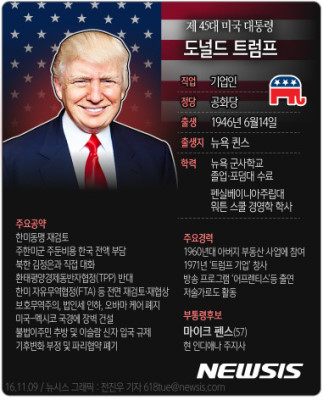 제 45대 미국 대통령
도널드 트럼프
직업 기업인
정당 공화당
출생 1946년 6월14일
출생지 뉴욕 퀸스
학력 뉴욕 군사학교
졸업·포덤대 수료
펜실베이니아주립대
워튼 스쿨 경영학 학사
주요공약
한미동맹 재검토
주한미군 주둔비용 한국 전액 부담
북한 김정은과 직접 대화
환태평양경제동반자협정(TPP) 반대
한미 자유무역협정(FTA) 등 전면 재검토·재협상
보호무역주의, 법인세 인하, 오바마 케어 폐지
미국-멕시코 국경에 장벽 건설
불법이주민 추방 및 이슬람 신자 입국 규제
기후변화 부정 및 파리협약 폐기
주요경력
1960년대 아버지 부동산 사업에 참여
1971년 '트럼프 기업' 창사
방송 프로그램 '어프렌티스'등 출연
저술가로도 활동
부통령후보
마이크 펜스(57)
현 인디애나 주지사
NEWSIS
16.11.09 / 뉴시스 그래픽 : 전진우 기자 618tue@newsis.com